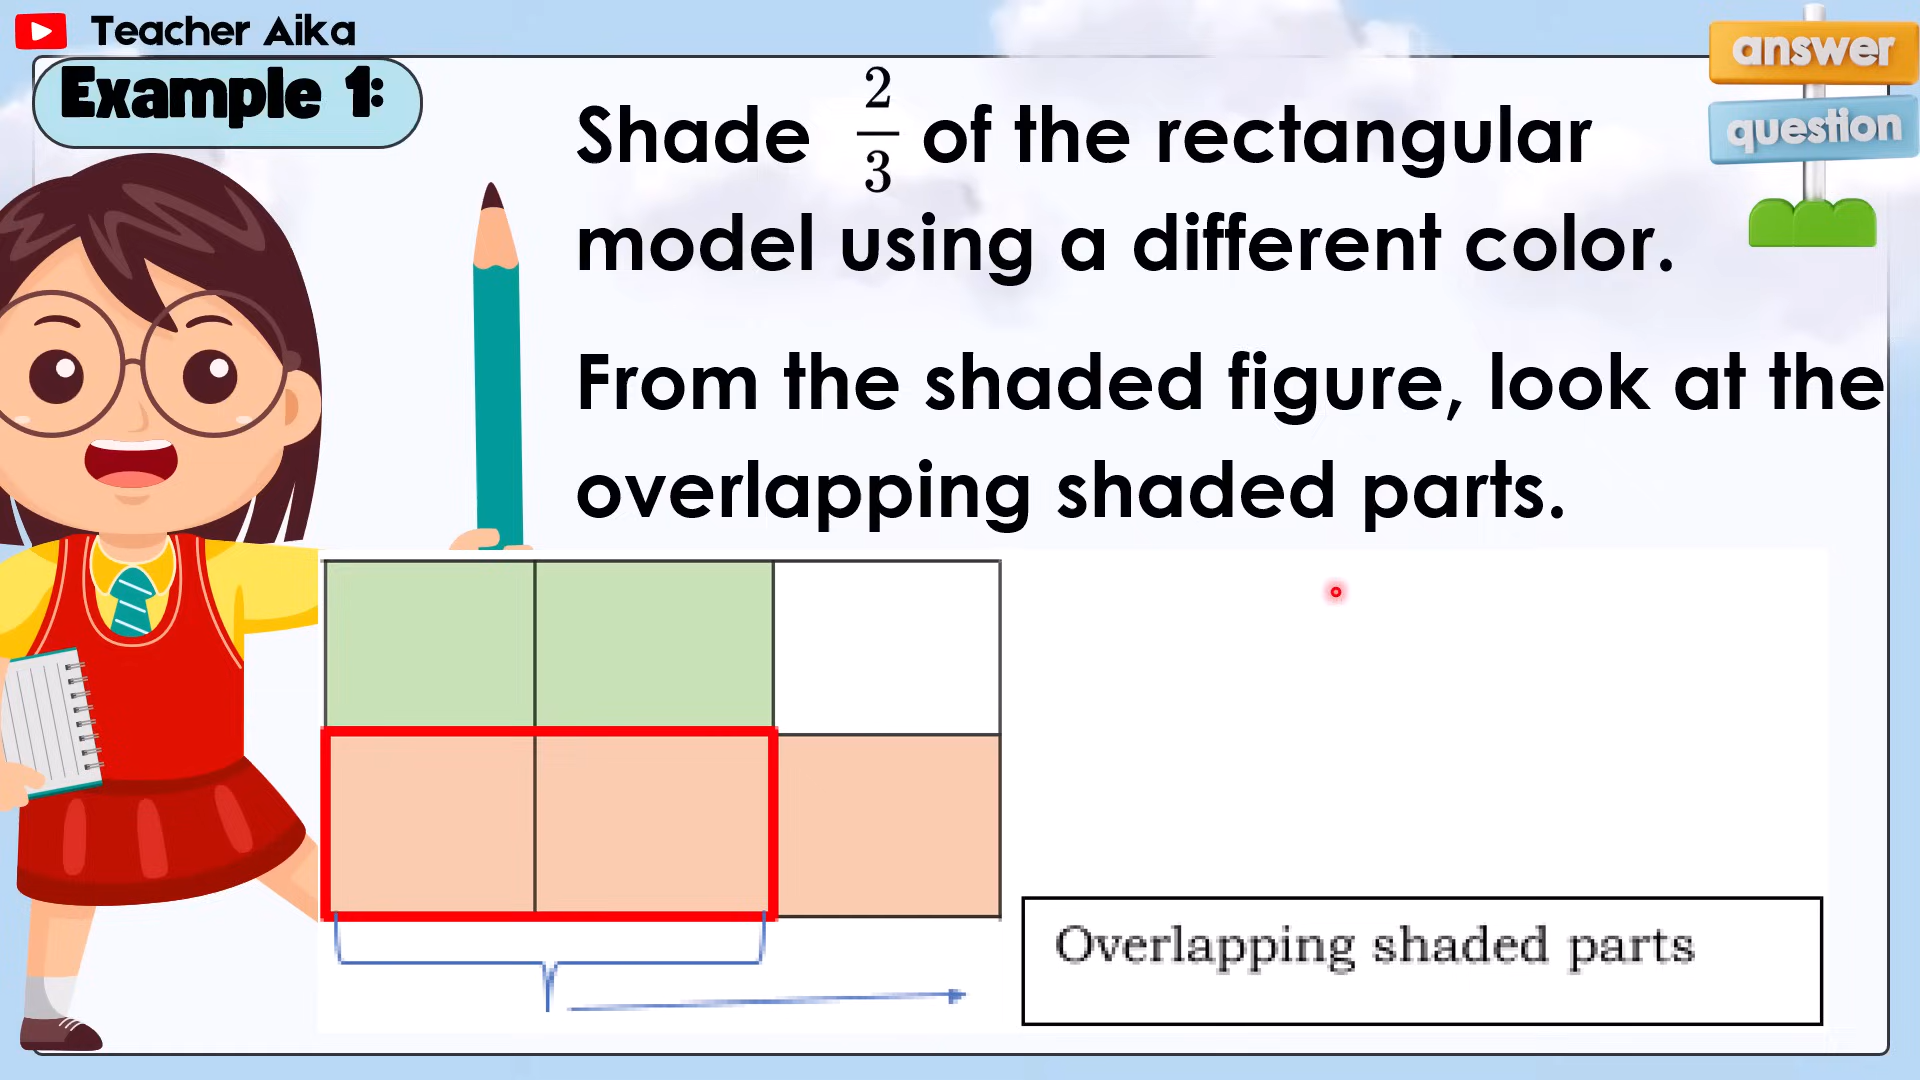 Teacher Aika
Example 1:
answer
question
Shade 2/3 of the rectangular
model using a different color.
From the shaded figure, look at the
overlapping shaded parts.
Overlapping shaded parts